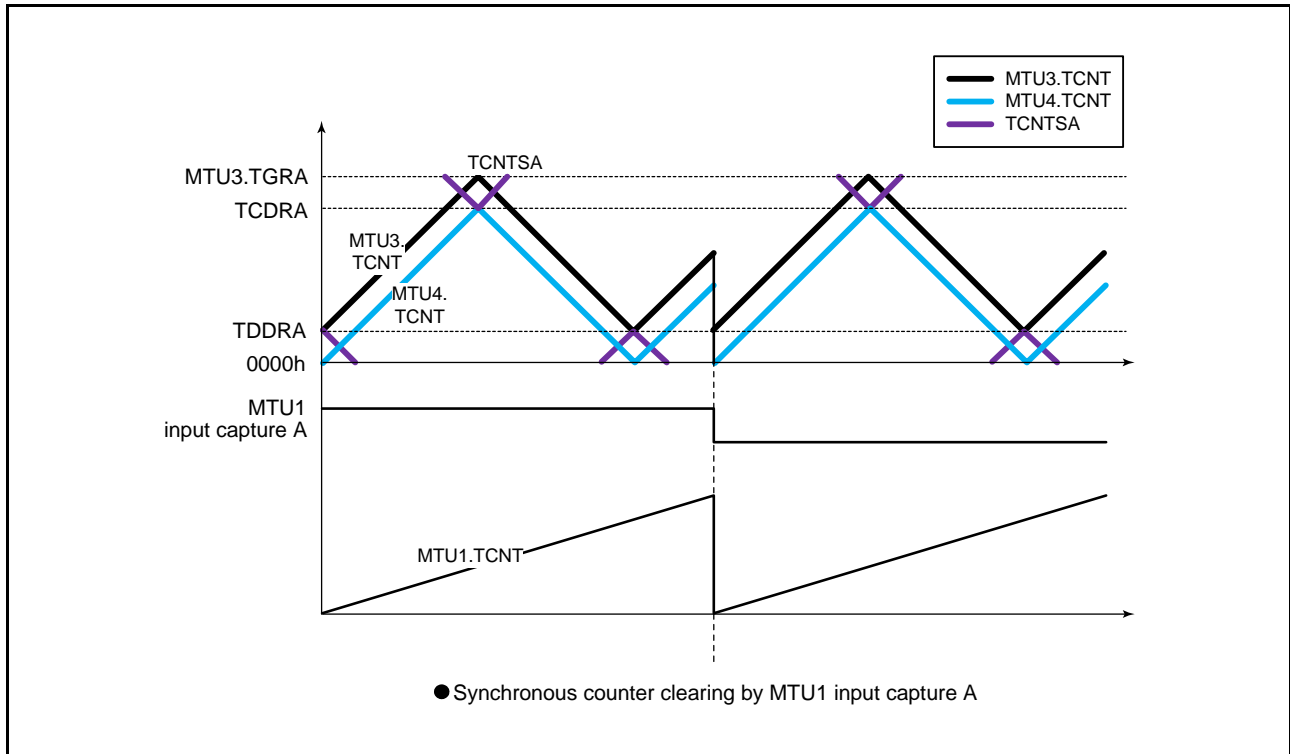 MTU3.TCNT
MTU4.TCNT
TCNTSA
TCNTSA
MTU3.TGRA
TCDRA
MTU3.
TCNT
MTU4.
TCNT
TDDRA
0000h
MTU1
input capture A
MTU1.TCNT
●Synchronous counter clearing by MTU1 input capture A